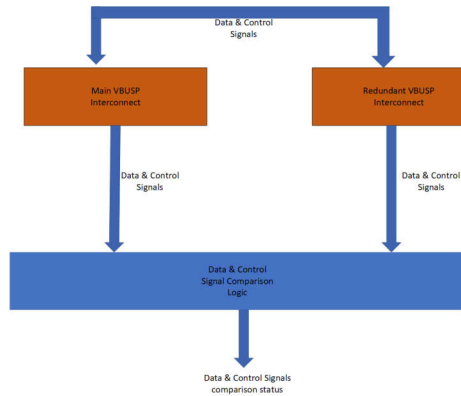 Data & Control
Signals
Main VBUSP
Interconnect
Redundant VBUSP
Interconnect
Data & Control
Signals
Data & Control
Signals
Data & Control
Signal Comparison
Logic
Data & Control Signals
comparison status